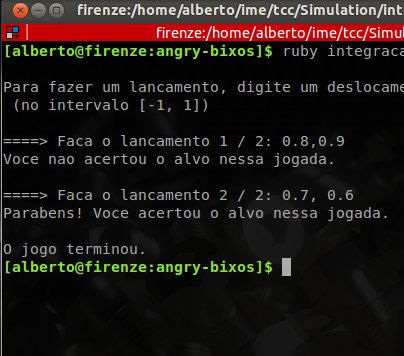 firenze:/home/alberto/ime/tcc/Simulation/int
firenze:/home/alberto/ime/tcc/Simul
[alberto@firenze:angry-bixos]$ ruby integraca
Para fazer um lancamento, digite um deslocame
(no intervalo [-1, 1])
====> Faca o lancamento 1 / 2: 0.8,0.9
Voce nao acertou o alvo nessa jogada.
====> Faca o lancamento 2 / 2: 0.7, 0.6
Parabens! Voce acertou o alvo nessa jogada.
O jogo terminou.
[alberto@firenze:angry-bixos]$